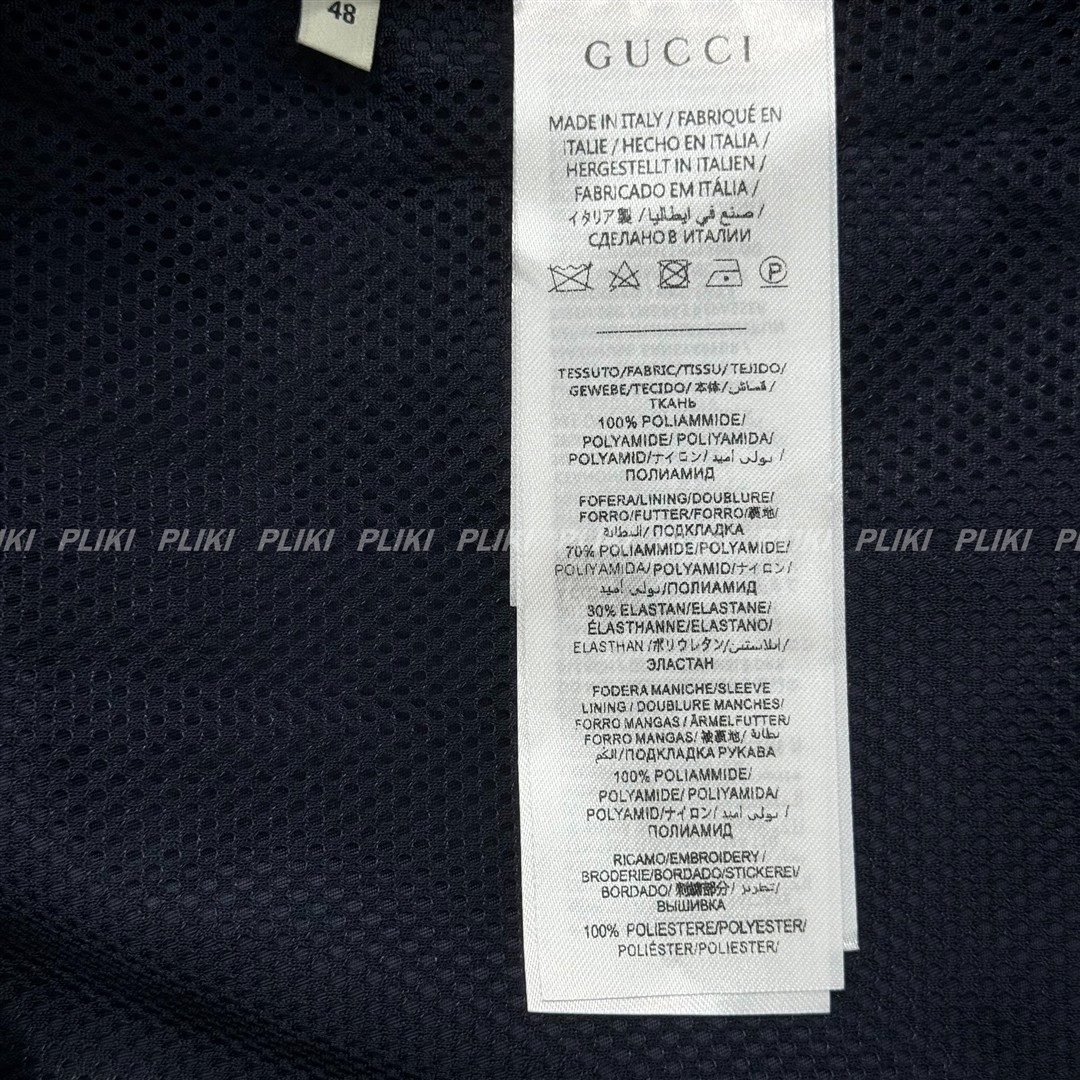 48
GUCCI
MADE IN ITALY / FABRIQUÉ EN
ITALIE / HECHO EN ITALIA /
HERGESTELLT IN ITALIEN /
FABRICADO EM ITÁLIA /
イタリア製 / صنع في ايطاليا /
СДЕЛАНО В ИТАЛИИ
P
TESSUTO/FABRIC/TISSU/ TEJIDO/
GEWEBE/TECIDO/ 本体/ قماش /
ТКАНЬ
100% POLIAMMIDE/
POLYAMIDE/ POLIYAMIDA/
POLYAMID/ナイロン/ بولي أميد /
ПОЛИАМИД
FOFERA/LINING/DOUBLURE/
FORRO/FUTTER/FORRO/裏地/
البطانة/ ПОДКЛАДКА
70% POLIAMMIDE/POLYAMIDE/
POLIYAMIDA/POLYAMID/ナイロン/
بولي أميد/ПОЛИАМИД
30% ELASTAN/ELASTANE/
ÉLASTHANNE/ELASTANO/
ELASTHAN /ポリウレタン/إيلاستين/
ЭЛАСТАН
FODERA MANICHE/SLEEVE
LINING / DOUBLURE MANCHES/
FORRO MANGAS / ÄRMELFUTTER/
FORRO MANGAS/ 袖裏地/ بطانة
الكم/ПОДКЛАДКА РУКАВА
100% POLIAMMIDE/
POLYAMIDE/ POLIYAMIDA/
POLYAMID/ナイロン/ بولي أميد /
ПОЛИАМИД
RICAMO/EMBROIDERY /
BRODERIE/BORDADO/STICKEREI/
BORDADO/ 刺繍部分/ تطريز/
ВЫШИВКА
100% POLIESTERE/POLYESTER/
POLIÉSTER/POLIESTER/
PLIKI PLIKI PLIKI PLIKI PLIKI PLIKI PLIKI PLIKI